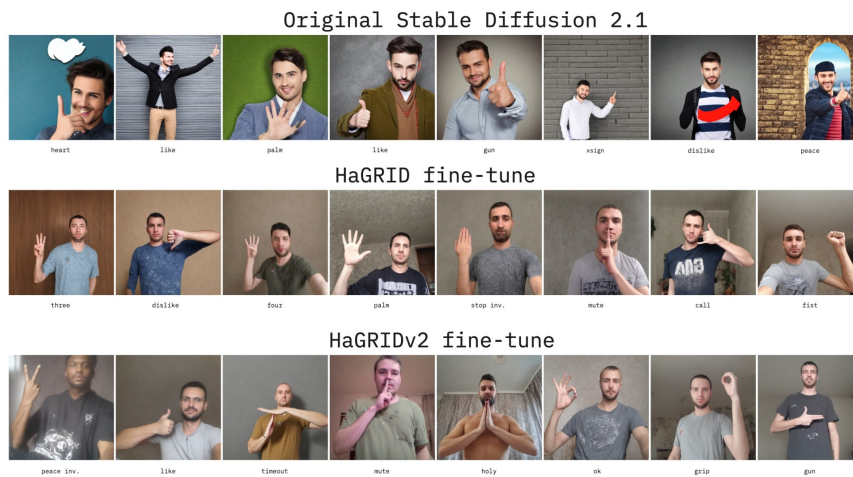 Original Stable Diffusion 2.1
heart like palm like gun xsign dislike peace
HaGRID fine-tune
three dislike four palm stop inv. mute call fist
HaGRIDv2 fine-tune
peace inv. like timeout mute holy ok grip gun